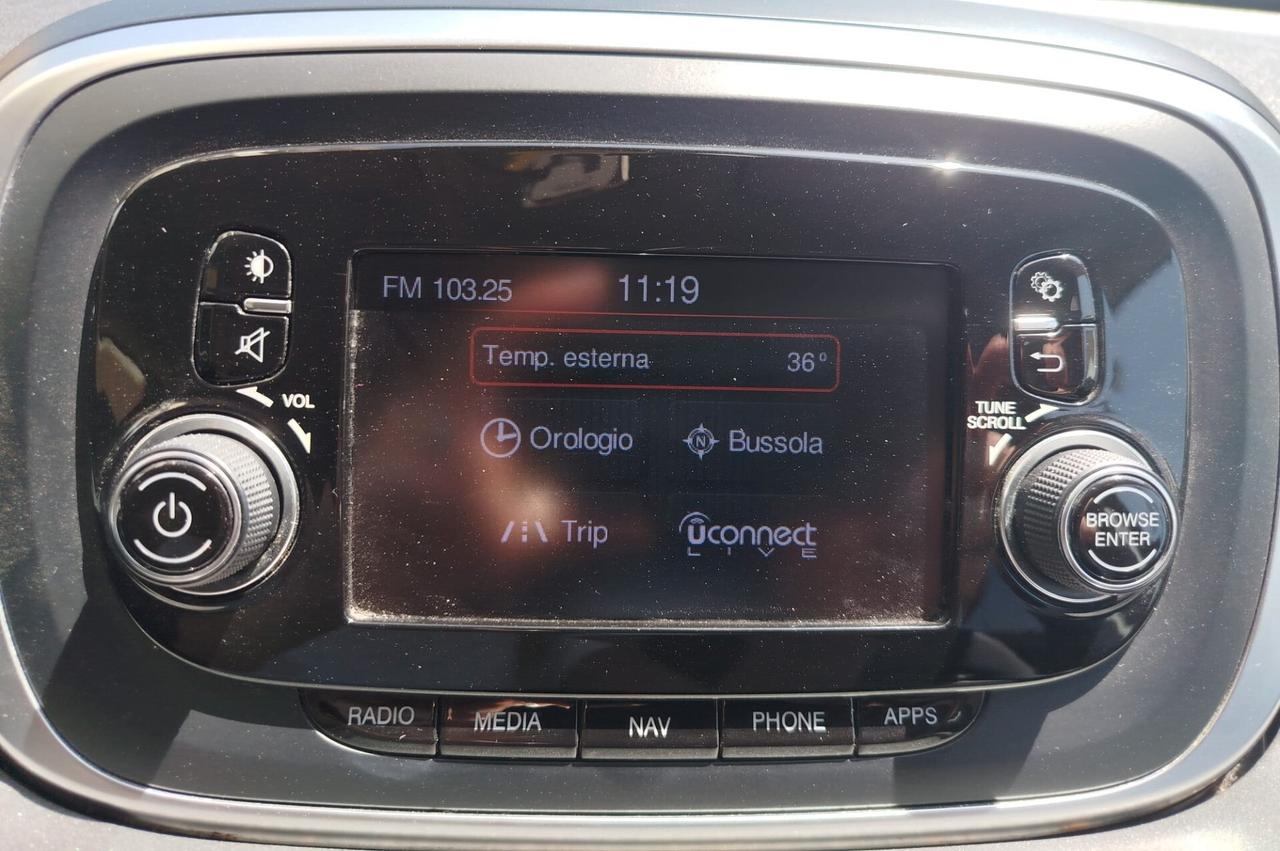 FM 103.25
11:19
Temp. esterna 36°
Orologio
Bussola
Trip
uconnect
LIVE
VOL
TUNE
SCROLL
BROWSE
ENTER
N
RADIO
MEDIA
NAV
PHONE
APPS